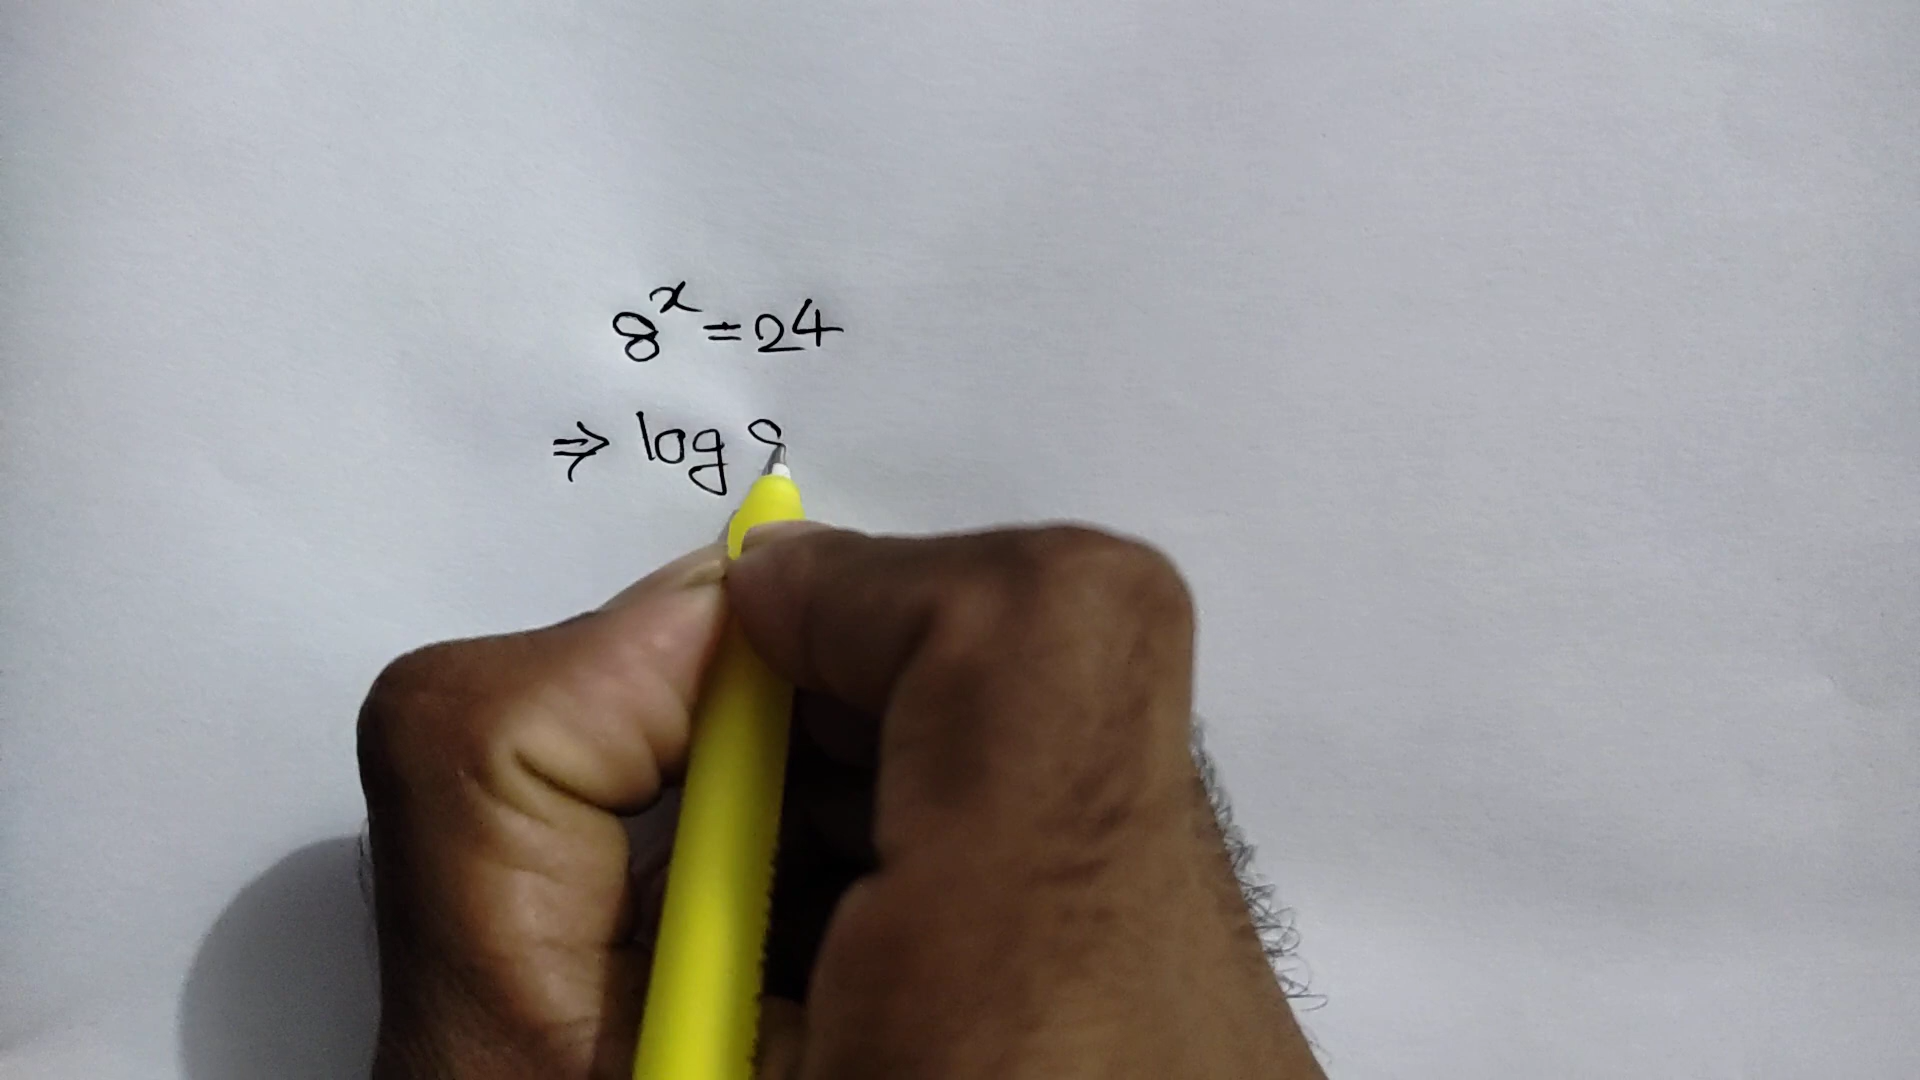 8^x = 24
⇒ log